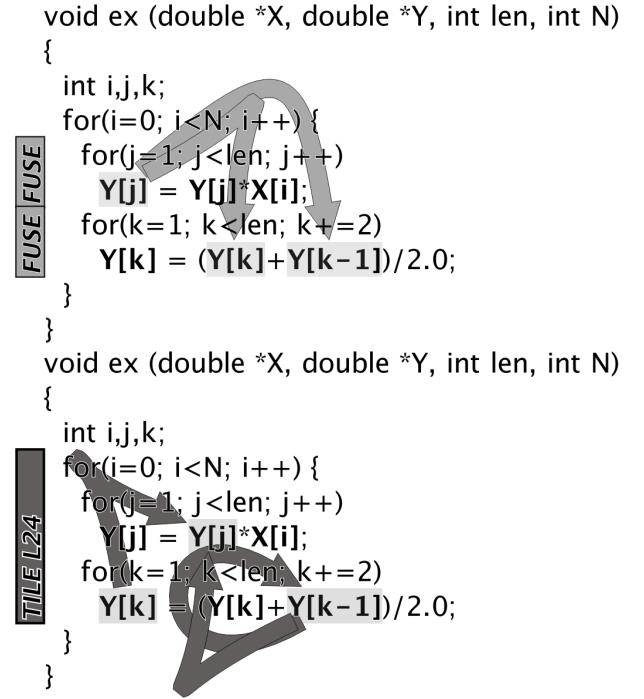 void ex (double *X, double *Y, int len, int N)
{
int i,j,k;
for(i=0; i<N; i++) {
for(j=1; j<len; j++)
Y[j] = Y[j]*X[i];
for(k=1; k<len; k+=2)
Y[k] = (Y[k]+Y[k-1])/2.0;
}
}
FUSE
FUSE
void ex (double *X, double *Y, int len, int N)
{
int i,j,k;
for(i=0; i<N; i++) {
for(j=1; j<len; j++)
Y[j] = Y[j]*X[i];
for(k=1; k<len; k+=2)
Y[k] = (Y[k]+Y[k-1])/2.0;
}
}
TILE L24